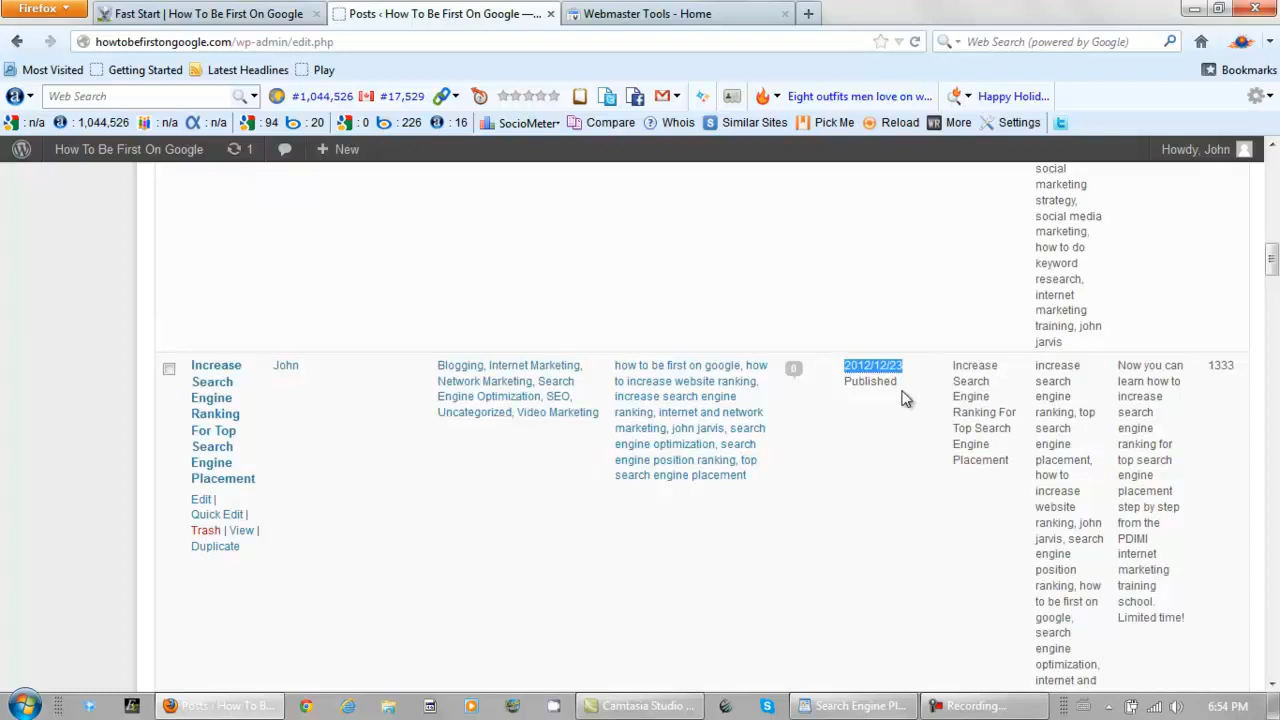 Firefox
Fast Start | How To Be First On Google
Posts ‹ How To Be First On Google —...
Webmaster Tools - Home
howtobefirstongoogle.com/wp-admin/edit.php
Web Search (powered by Google)
Most Visited
Getting Started
Latest Headlines
Play
Bookmarks
Web Search
#1,044,526
#17,529
Eight outfits men love on w...
Happy Holid...
: n/a
: 1,044,526
: n/a
: n/a
: 94
: 20
: 0
: 226
: 16
SocioMeter
Compare
Whois
Similar Sites
Pick Me
Reload
More
Settings
How To Be First On Google
1
New
Howdy, John
social
marketing
strategy,
social media
marketing,
how to do
keyword
research,
internet
marketing
training, john
jarvis
Increase
Search
Engine
Ranking
For Top
Search
Engine
Placement
Edit |
Quick Edit |
Trash | View |
Duplicate
John
Blogging, Internet Marketing,
Network Marketing, Search
Engine Optimization, SEO,
Uncategorized, Video Marketing
how to be first on google, how
to increase website ranking,
increase search engine
ranking, internet and network
marketing, john jarvis, search
engine optimization, search
engine position ranking, top
search engine placement
0
2012/12/23
Published
Increase
Search
Engine
Ranking For
Top Search
Engine
Placement
increase
search
engine
ranking, top
search
engine
placement,
how to
increase
website
ranking, john
jarvis, search
engine
position
ranking, how
to be first on
google,
search
engine
optimization,
internet and
Now you can
learn how to
increase
search
engine
ranking for
top search
engine
placement
step by step
from the
PDIMI
internet
marketing
training
school.
Limited time!
1333
Posts ‹ How To B...
Camtasia Studio ...
Search Engine Pl...
Recording...
6:54 PM